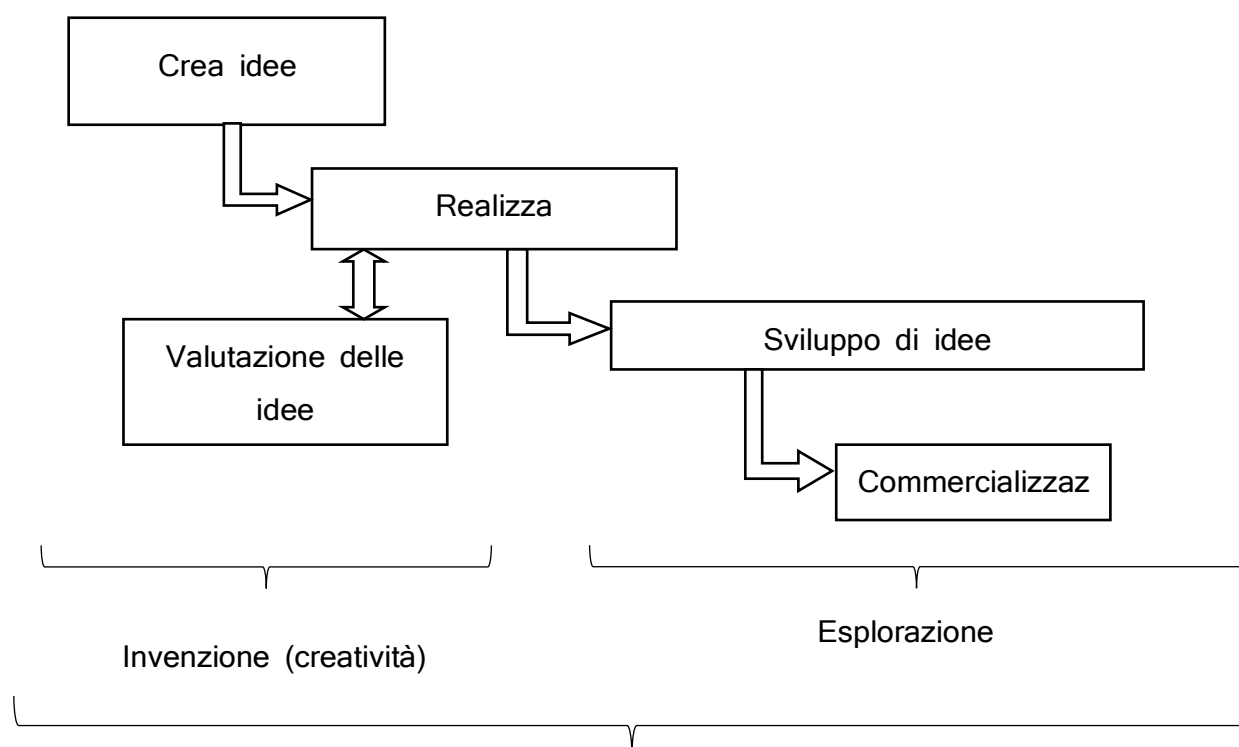 Crea idee
Realizza
Valutazione delle
idee
Sviluppo di idee
Commercializzaz
Esplorazione
Invenzione (creatività)